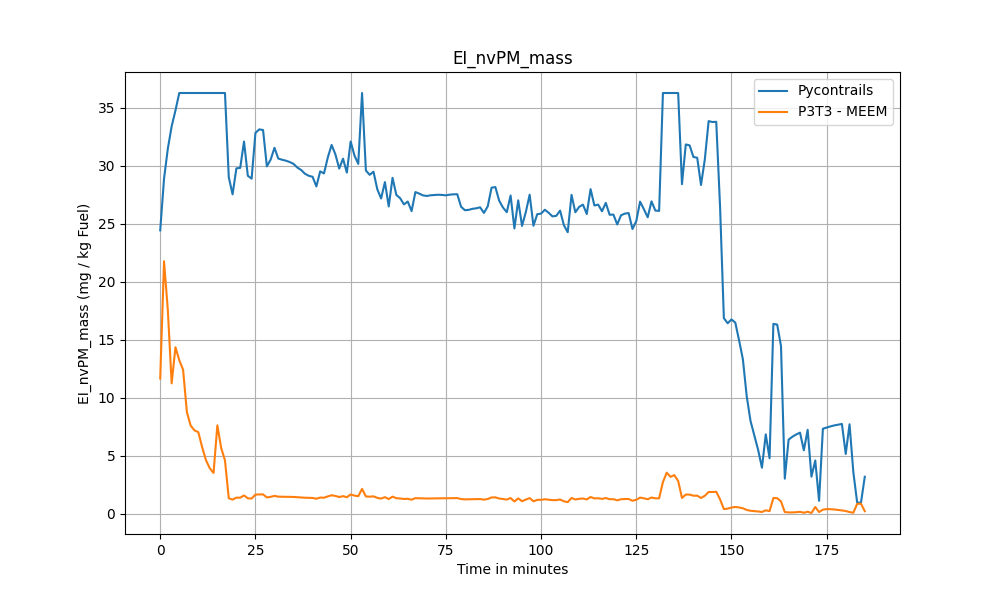 EI_nvPM_mass
Pycontrails
P3T3 - MEEM
EI_nvPM_mass (mg / kg Fuel)
35
30
25
20
15
10
5
0
0 25 50 75 100 125 150 175
Time in minutes